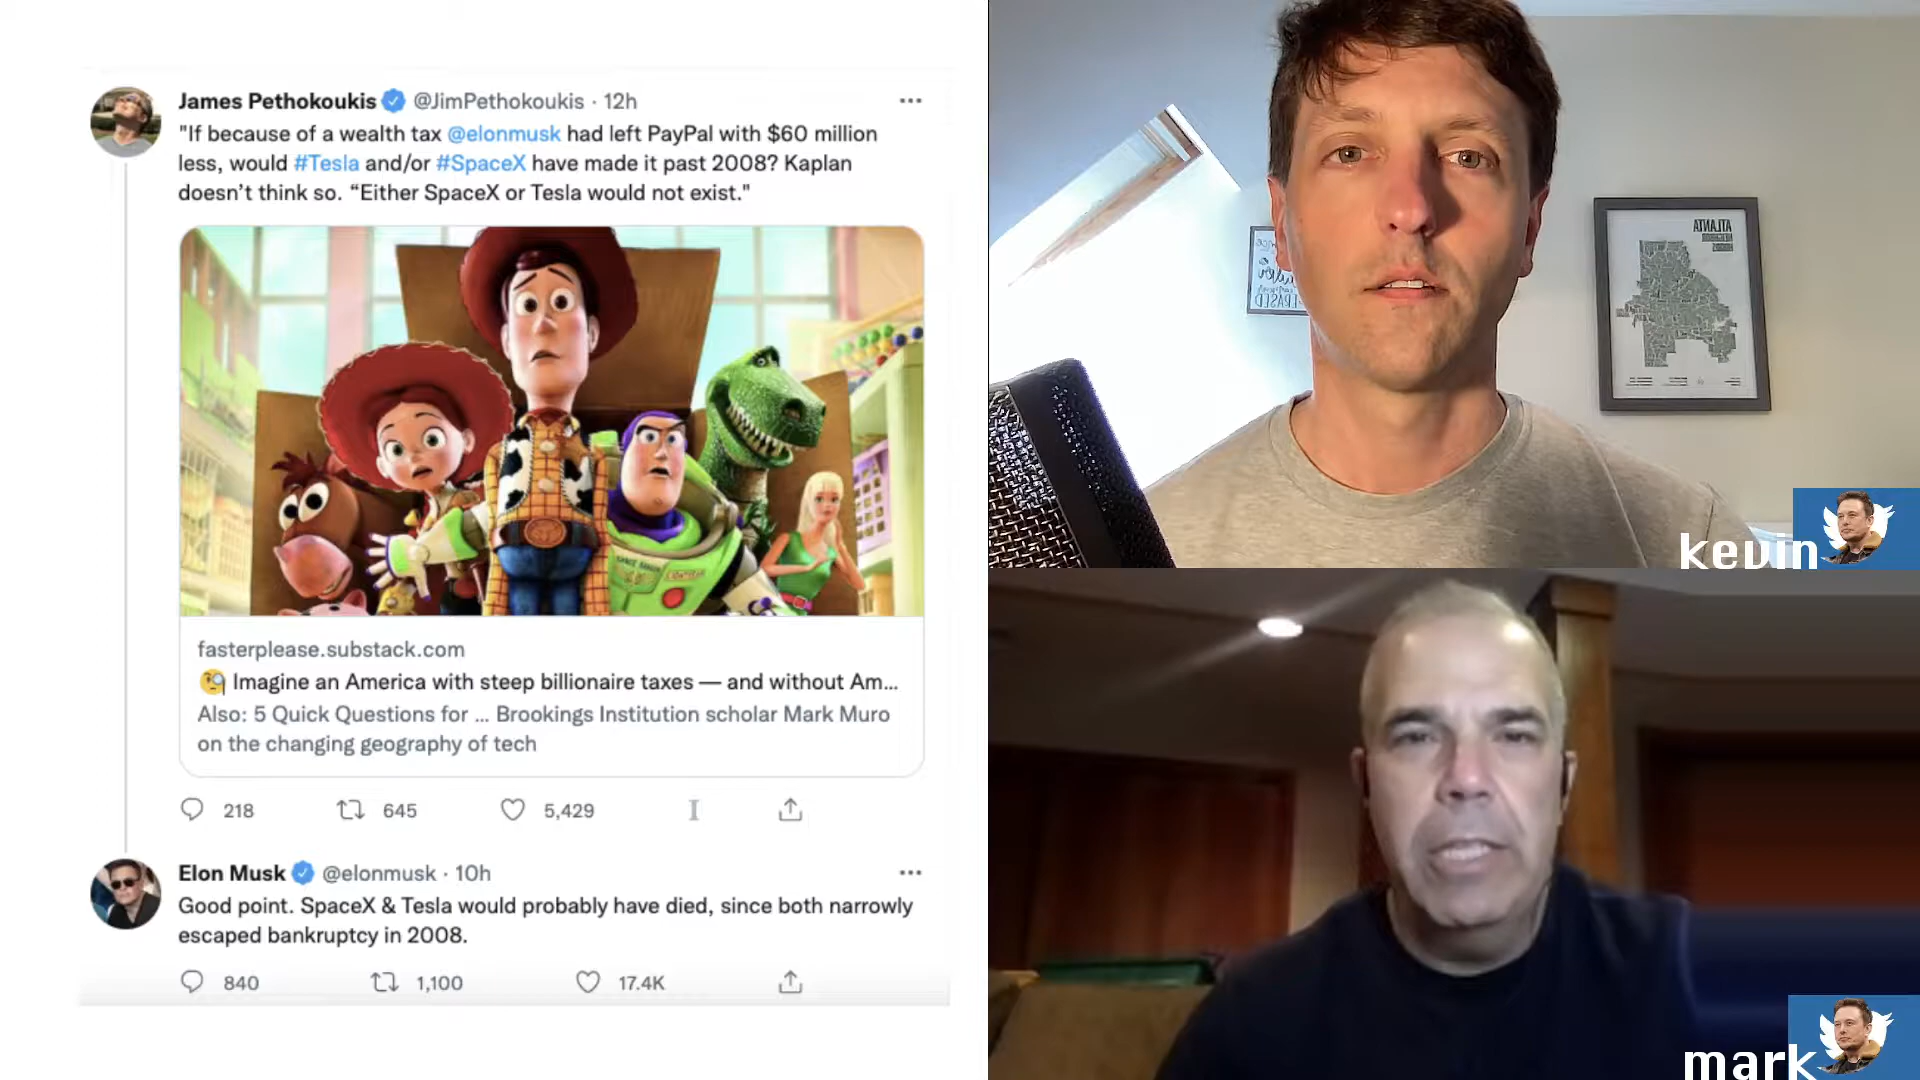 James Pethokoukis @JimPethokoukis · 12h
"If because of a wealth tax @elonmusk had left PayPal with $60 million
less, would #Tesla and/or #SpaceX have made it past 2008? Kaplan
doesn't think so. “Either SpaceX or Tesla would not exist."
fasterplease.substack.com
🧐 Imagine an America with steep billionaire taxes — and without Am...
Also: 5 Quick Questions for ... Brookings Institution scholar Mark Muro
on the changing geography of tech
218 645 5,429
Elon Musk @elonmusk · 10h
Good point. SpaceX & Tesla would probably have died, since both narrowly
escaped bankruptcy in 2008.
840 1,100 17.4K
ATLANTA
kevin
mark